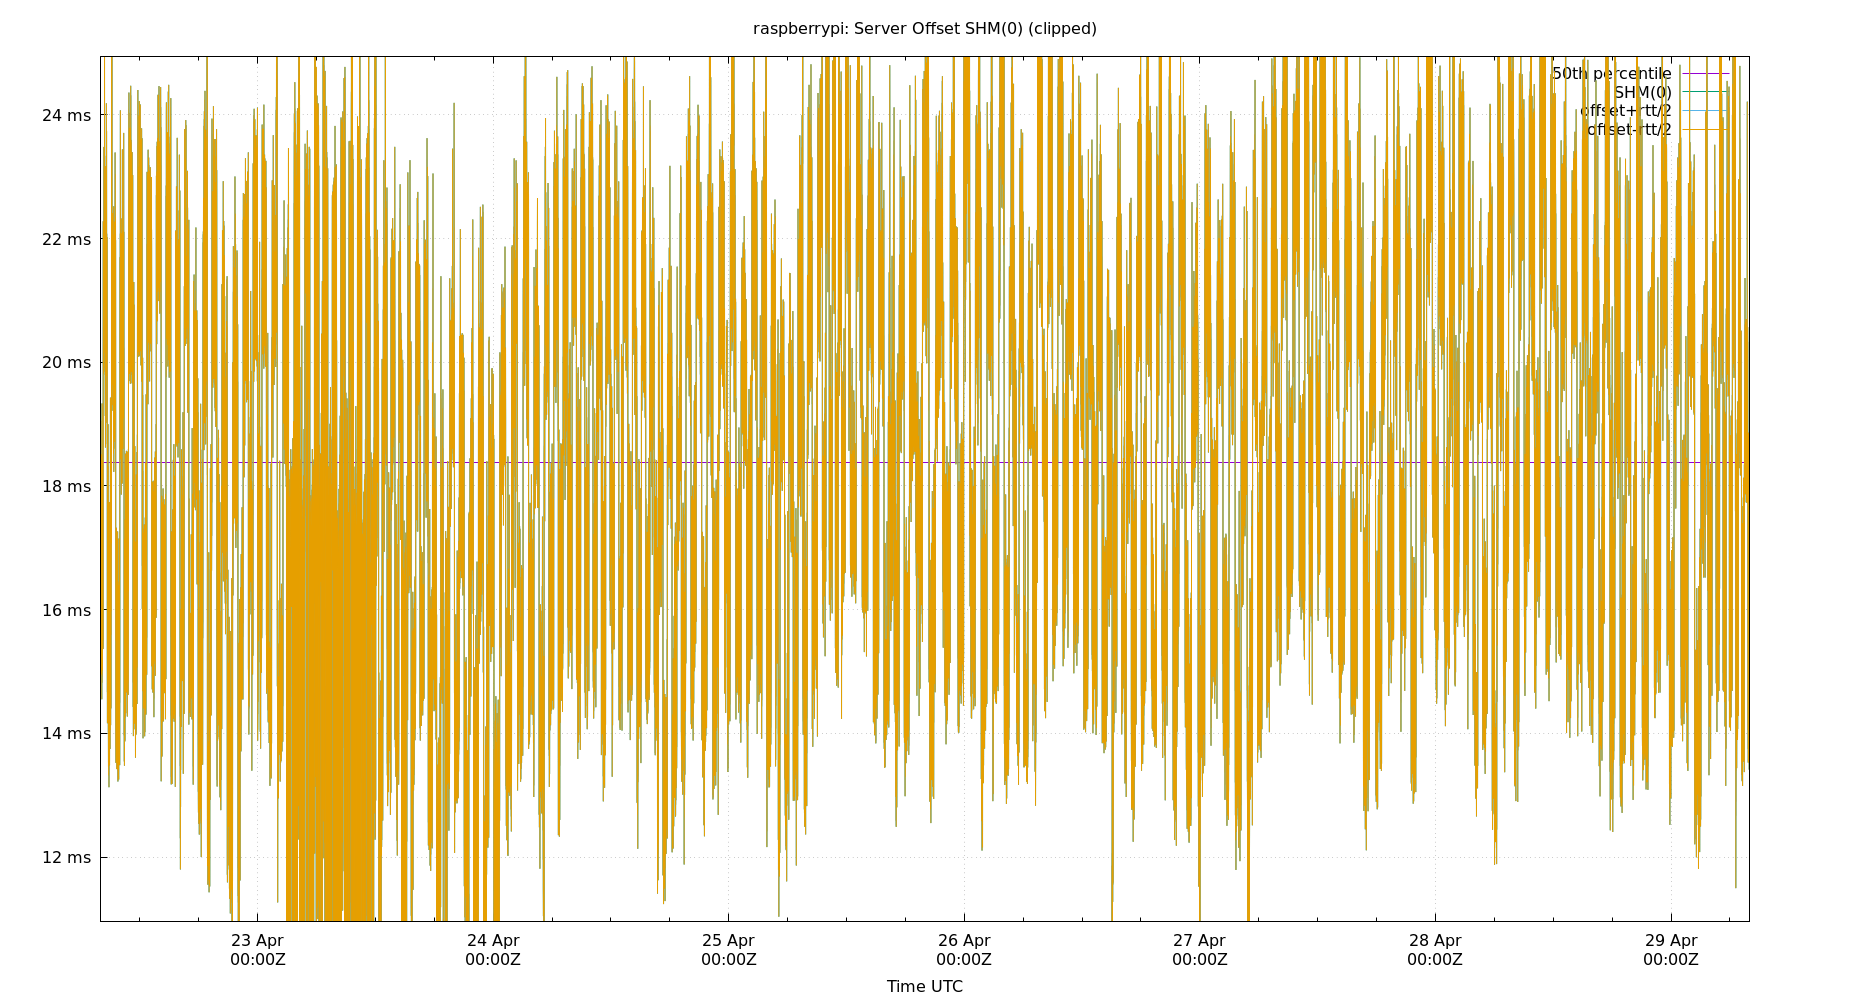 raspberrypi: Server Offset SHM(0) (clipped)
50th percentile
SHM(0)
offset+rtt/2
offset-rtt/2
24 ms
22 ms
20 ms
18 ms
16 ms
14 ms
12 ms
23 Apr 24 Apr 25 Apr 26 Apr 27 Apr 28 Apr 29 Apr
00:00Z 00:00Z 00:00Z 00:00Z 00:00Z 00:00Z 00:00Z
Time UTC